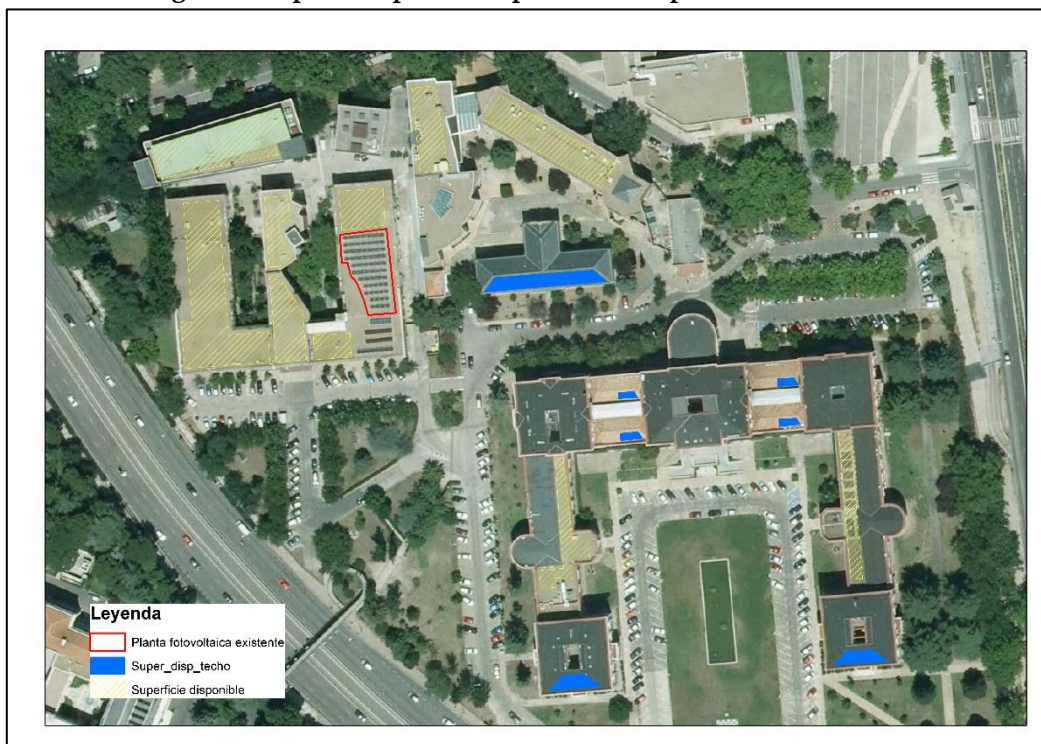 Leyenda
Planta fotovoltaica existente
Super_disp_techo
Superficie disponible